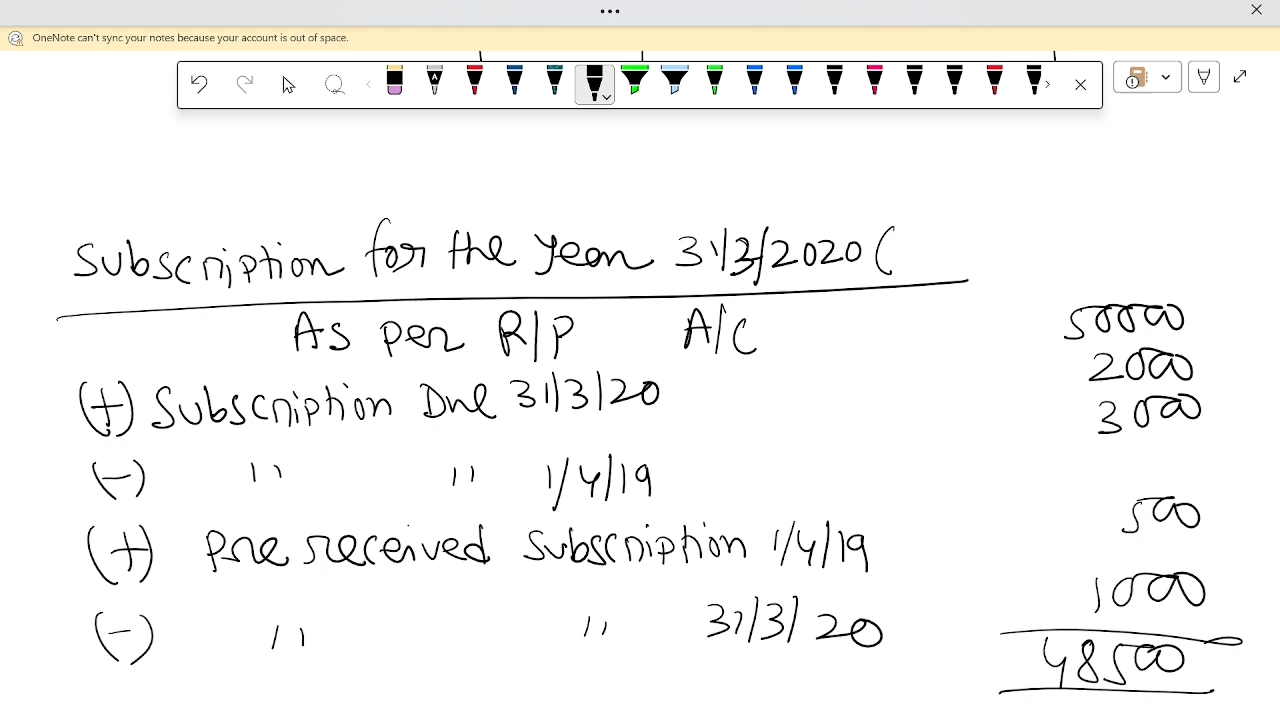 OneNote can't sync your notes because your account is out of space.
A
Subscription for the year 31/3/2020 (
As per R/P A/C 50000
(+) Subscription Due 31/3/20 2000
3000
(-) " " 1/4/19
500
(+) Pre received Subscription 1/4/19
1000
(-) " " 31/3/20
48500